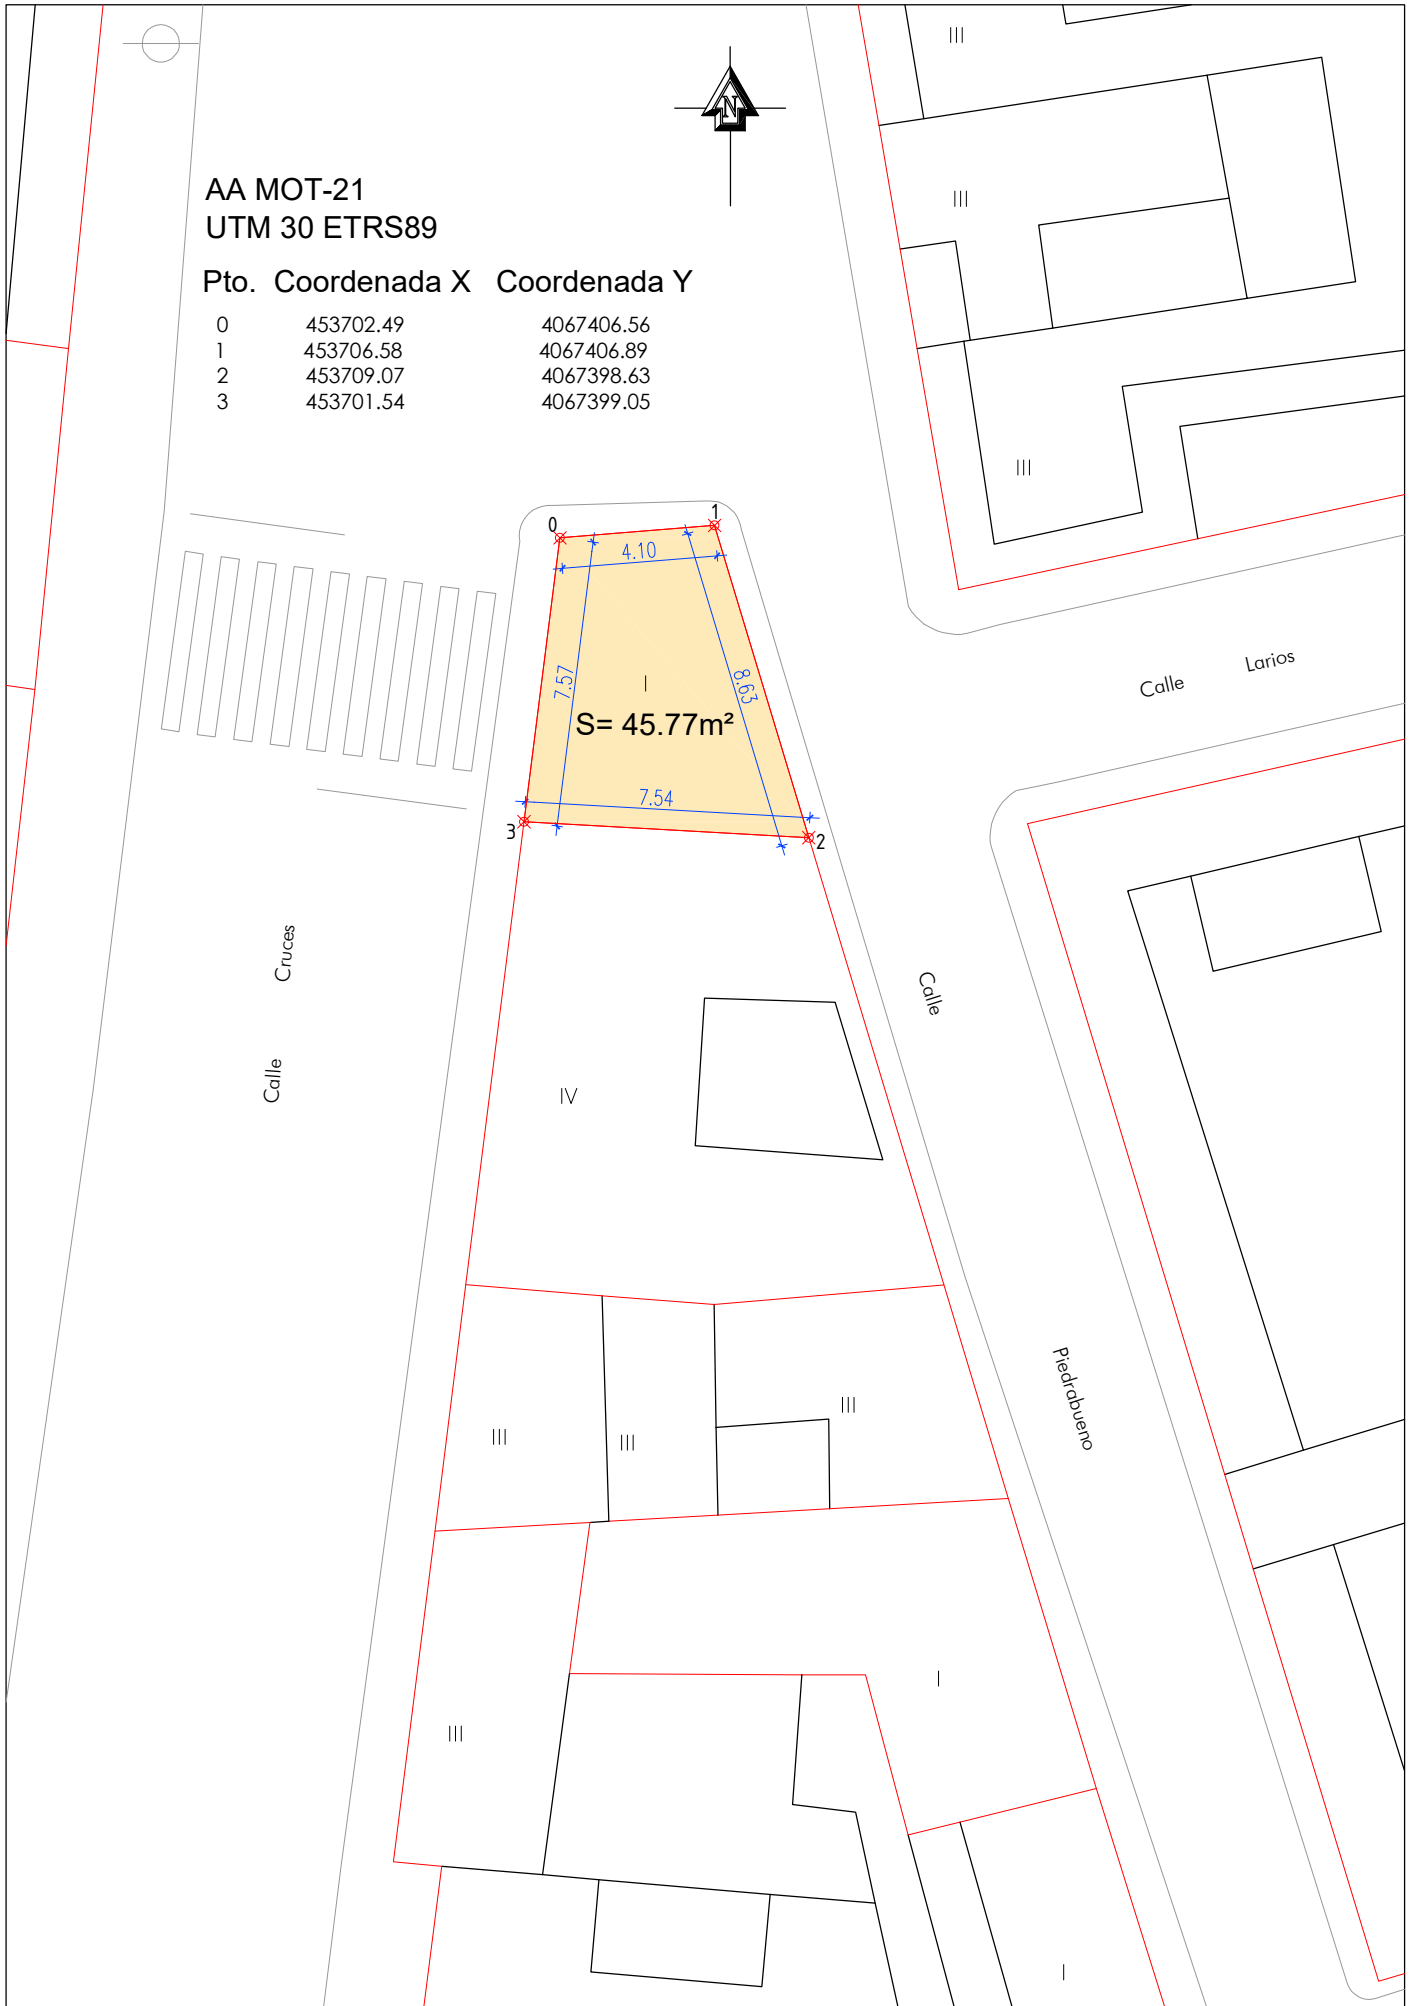 III
N
AA MOT-21
UTM 30 ETRS89
III
Pto. Coordenada X Coordenada Y
0 453702.49 4067406.56
1 453706.58 4067406.89
2 453709.07 4067398.63
3 453701.54 4067399.05
III
0
1
4.10
7.57
8.63
I
S= 45.77m²
7.54
3
2
Calle Larios
Calle Cruces
Calle Piedrabueno
IV
III
III
III
I
III
I